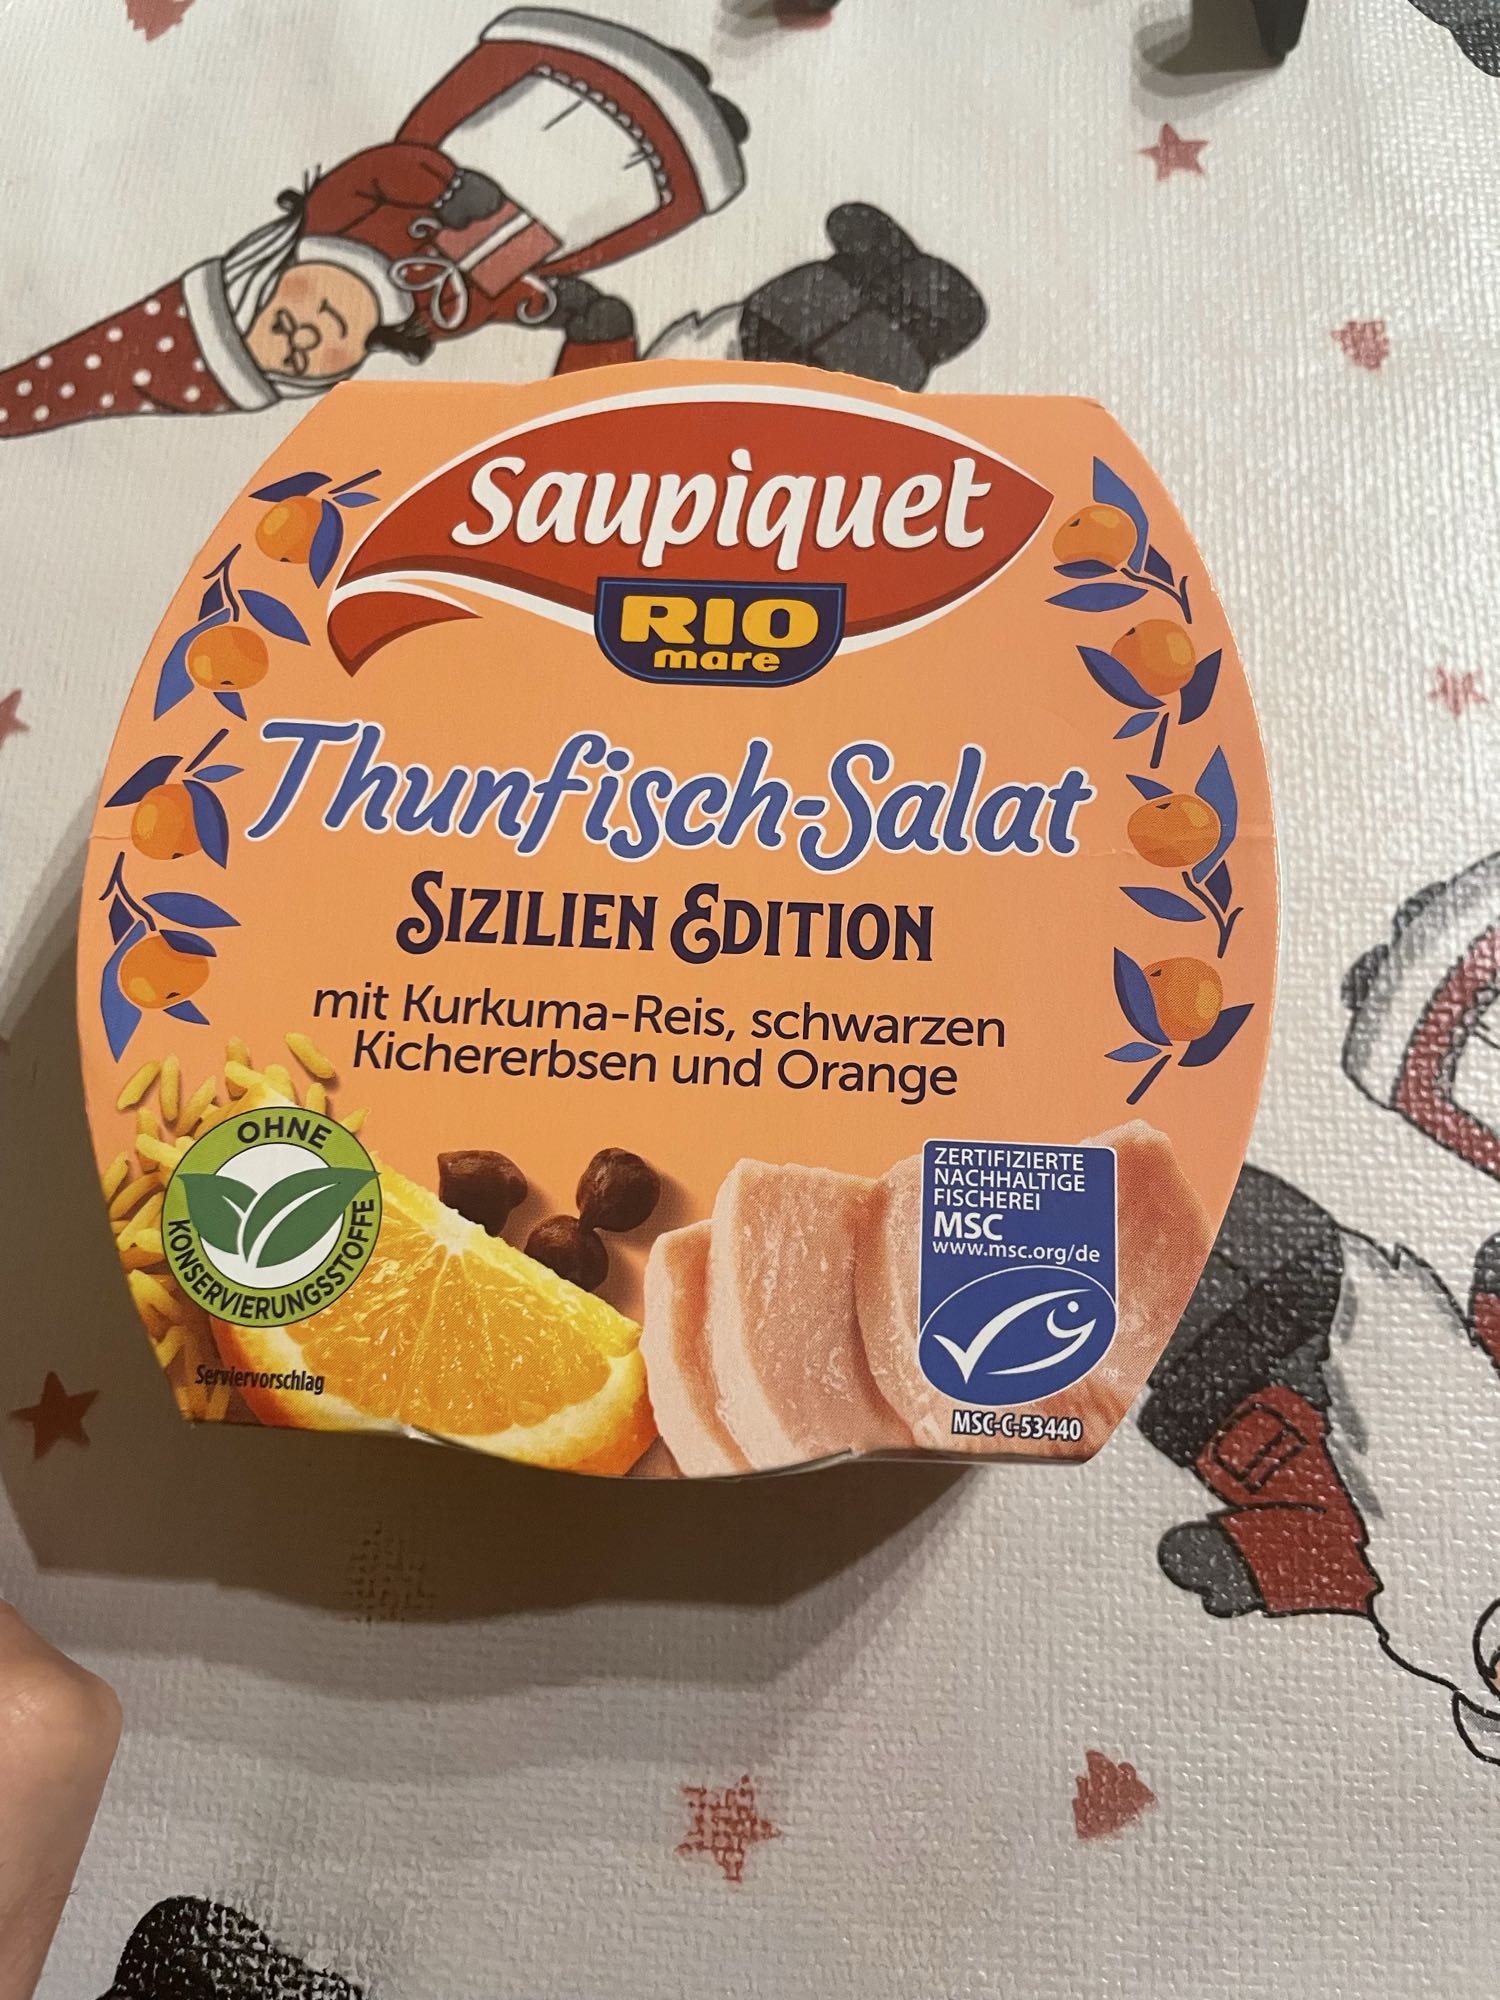 Saupiquet
RIO
mare
Thunfisch-Salat
SIZILIEN EDITION
mit Kurkuma-Reis, schwarzen
Kichererbsen und Orange
OHNE
KONSERVIERUNGSSTOFFE
ZERTIFIZIERTE
NACHHALTIGE
FISCHEREI
MSC
www.msc.org/de
TM
Serviervorschlag
MSC-C-53440